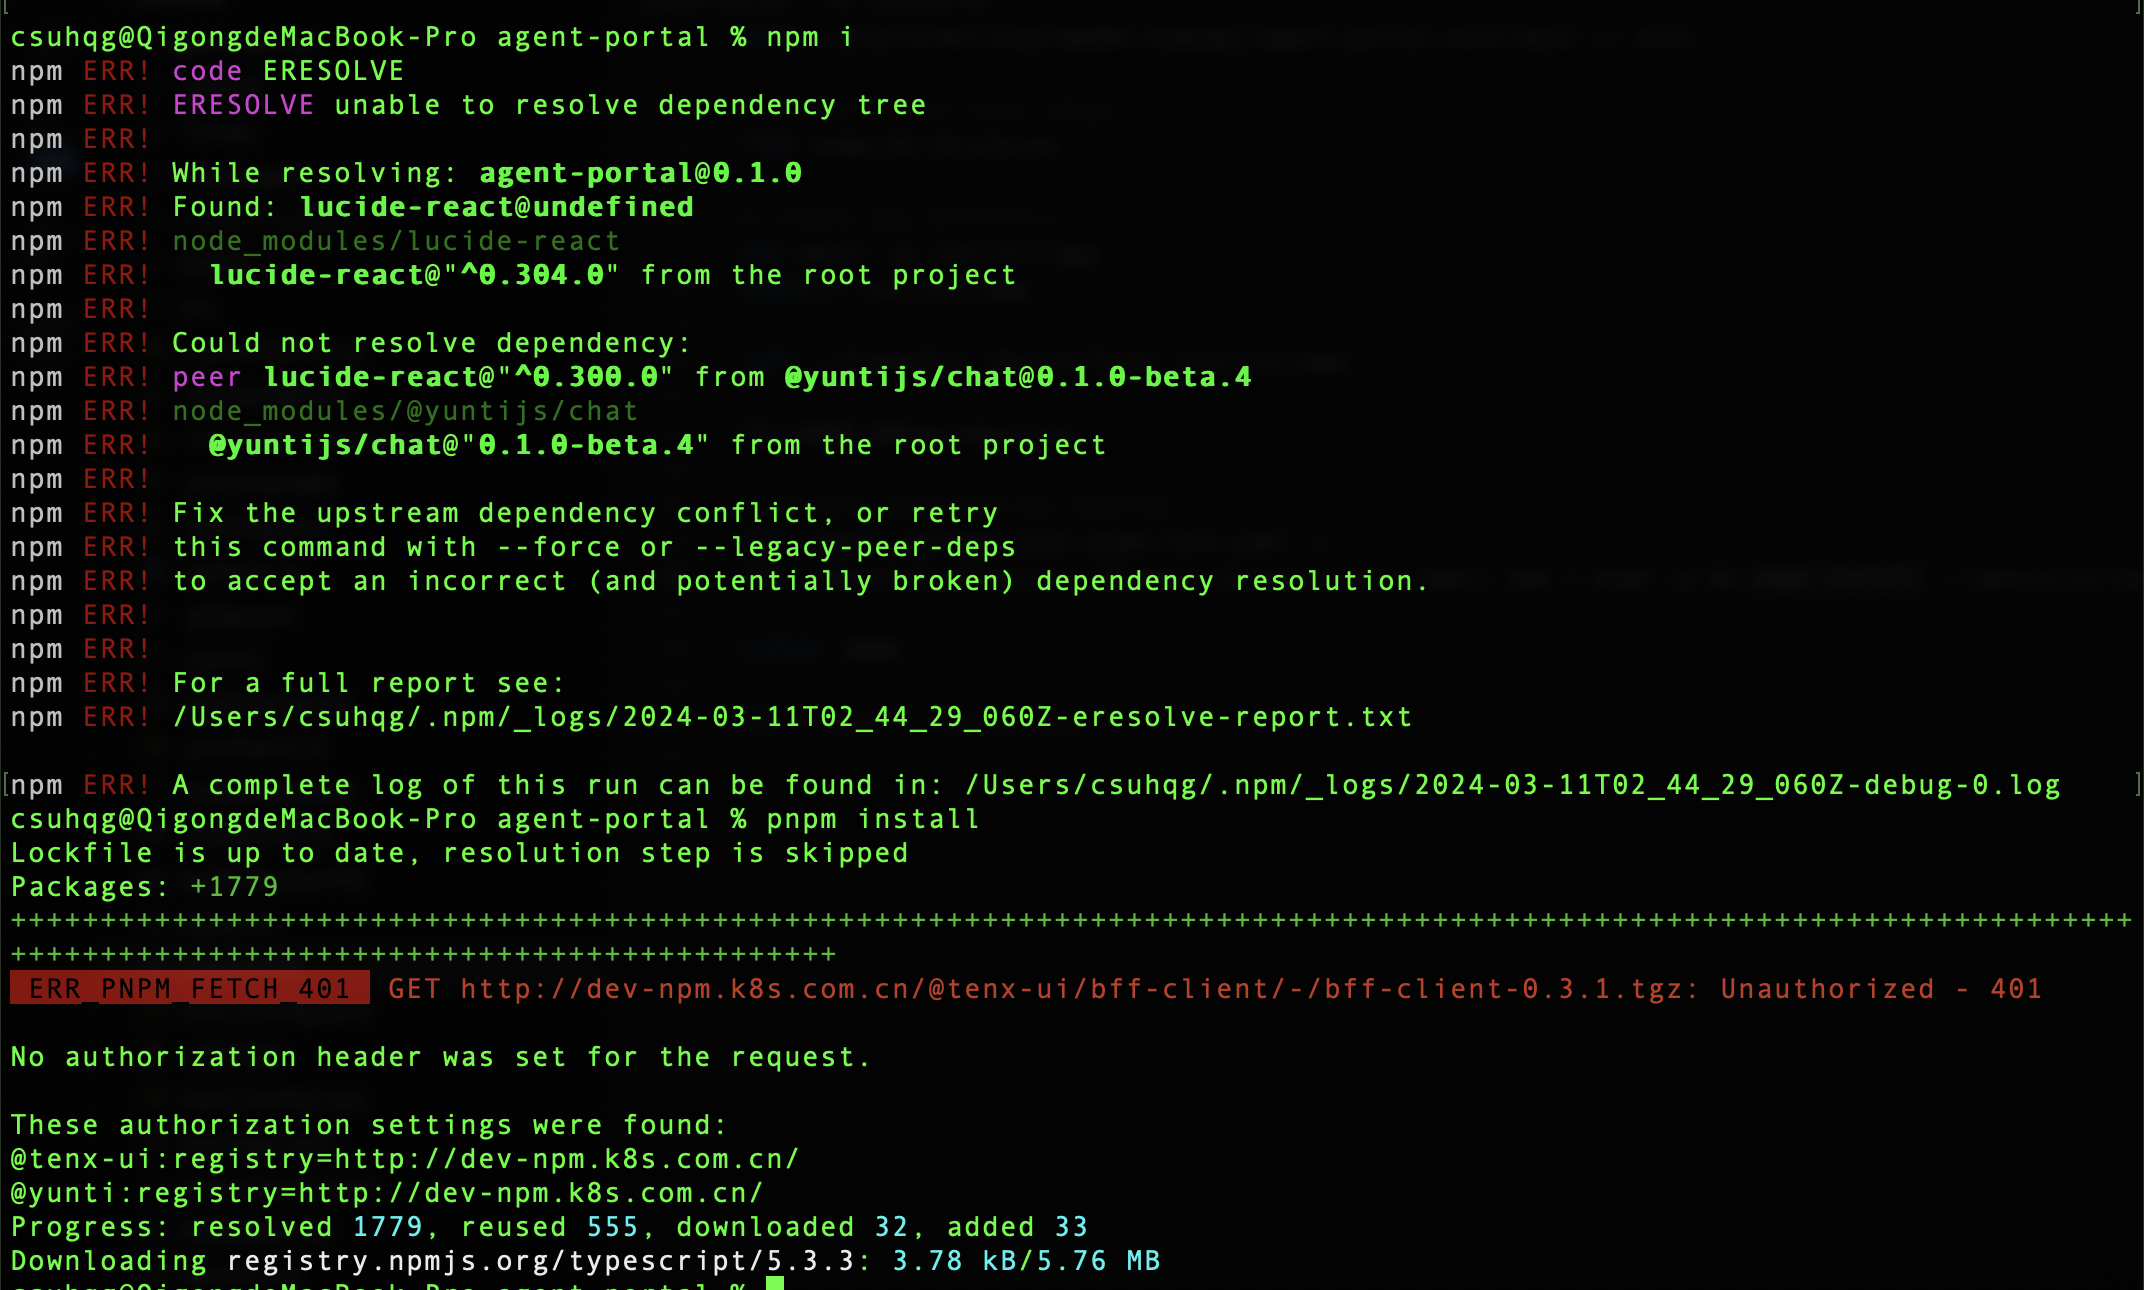 csuhqg@QigongdeMacBook-Pro agent-portal % npm i
npm ERR! code ERESOLVE
npm ERR! ERESOLVE unable to resolve dependency tree
npm ERR!
npm ERR! While resolving: agent-portal@0.1.0
npm ERR! Found: lucide-react@undefined
npm ERR! node_modules/lucide-react
npm ERR!   lucide-react@"^0.304.0" from the root project
npm ERR!
npm ERR! Could not resolve dependency:
npm ERR! peer lucide-react@"^0.300.0" from @yuntijs/chat@0.1.0-beta.4
npm ERR! node_modules/@yuntijs/chat
npm ERR!   @yuntijs/chat@"0.1.0-beta.4" from the root project
npm ERR!
npm ERR! Fix the upstream dependency conflict, or retry
npm ERR! this command with --force or --legacy-peer-deps
npm ERR! to accept an incorrect (and potentially broken) dependency resolution.
npm ERR!
npm ERR!
npm ERR! For a full report see:
npm ERR! /Users/csuhqg/.npm/_logs/2024-03-11T02_44_29_060Z-eresolve-report.txt

npm ERR! A complete log of this run can be found in: /Users/csuhqg/.npm/_logs/2024-03-11T02_44_29_060Z-debug-0.log
csuhqg@QigongdeMacBook-Pro agent-portal % pnpm install
Lockfile is up to date, resolution step is skipped
Packages: +1779
++++++++++++++++++++++++++++++++++++++++++++++++++++++++++++++++++++++++++++++++++++++++++++++++++++++++++++++++++++++
++++++++++++++++++++++++++++++++++++++++++++++
ERR_PNPM_FETCH_401  GET http://dev-npm.k8s.com.cn/@tenx-ui/bff-client/-/bff-client-0.3.1.tgz: Unauthorized - 401

No authorization header was set for the request.

These authorization settings were found:
@tenx-ui:registry=http://dev-npm.k8s.com.cn/
@yunti:registry=http://dev-npm.k8s.com.cn/
Progress: resolved 1779, reused 555, downloaded 32, added 33
Downloading registry.npmjs.org/typescript/5.3.3: 3.78 kB/5.76 MB
csuhqg@QigongdeMacBook-Pro agent-portal %